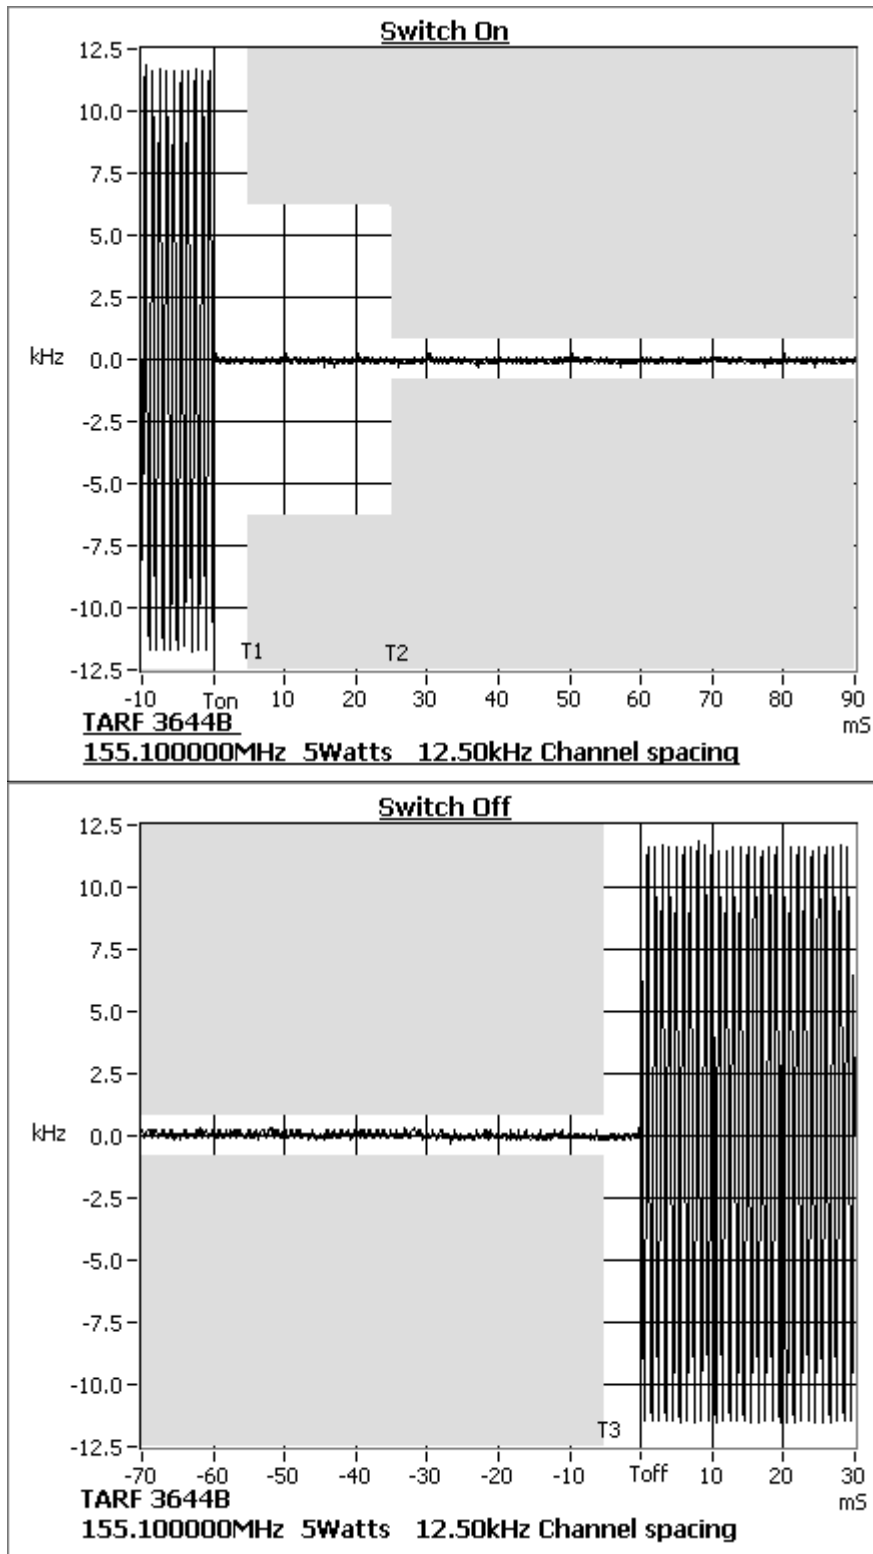 Switch On
12.5
10.0
7.5
5.0
2.5
kHz 0.0
-2.5
-5.0
-7.5
-10.0
T1 T2
-12.5
-10 Ton 10 20 30 40 50 60 70 80 90
mS
TARF 3644B
155.100000MHz 5Watts 12.50kHz Channel spacing
Switch Off
12.5
10.0
7.5
5.0
2.5
kHz 0.0
-2.5
-5.0
-7.5
-10.0
T3
-12.5
-70 -60 -50 -40 -30 -20 -10 Toff 10 20 30
mS
TARF 3644B
155.100000MHz 5Watts 12.50kHz Channel spacing